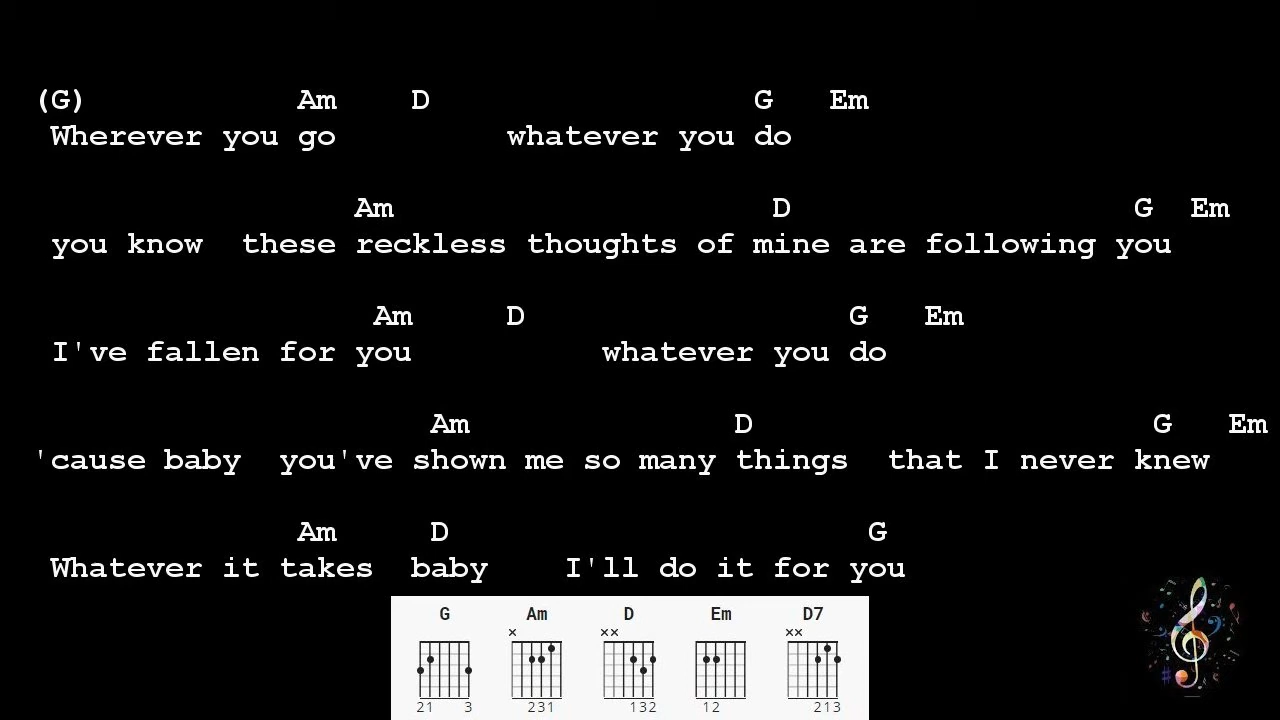 (G) Am D G Em
Wherever you go whatever you do
Am D G Em
you know these reckless thoughts of mine are following you
Am D G Em
I've fallen for you whatever you do
Am D G Em
'cause baby you've shown me so many things that I never knew
Am D G
Whatever it takes baby I'll do it for you
G Am D Em D7
× ×× ××
21 3 231 132 12 213